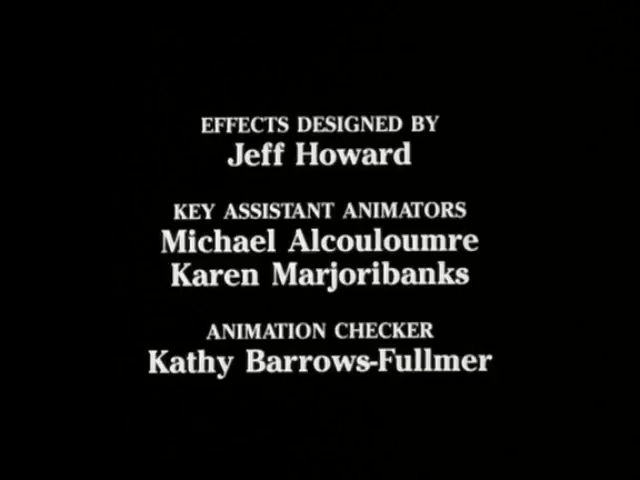 EFFECTS DESIGNED BY
Jeff Howard
KEY ASSISTANT ANIMATORS
Michael Alcouloumre
Karen Marjoribanks
ANIMATION CHECKER
Kathy Barrows-Fullmer